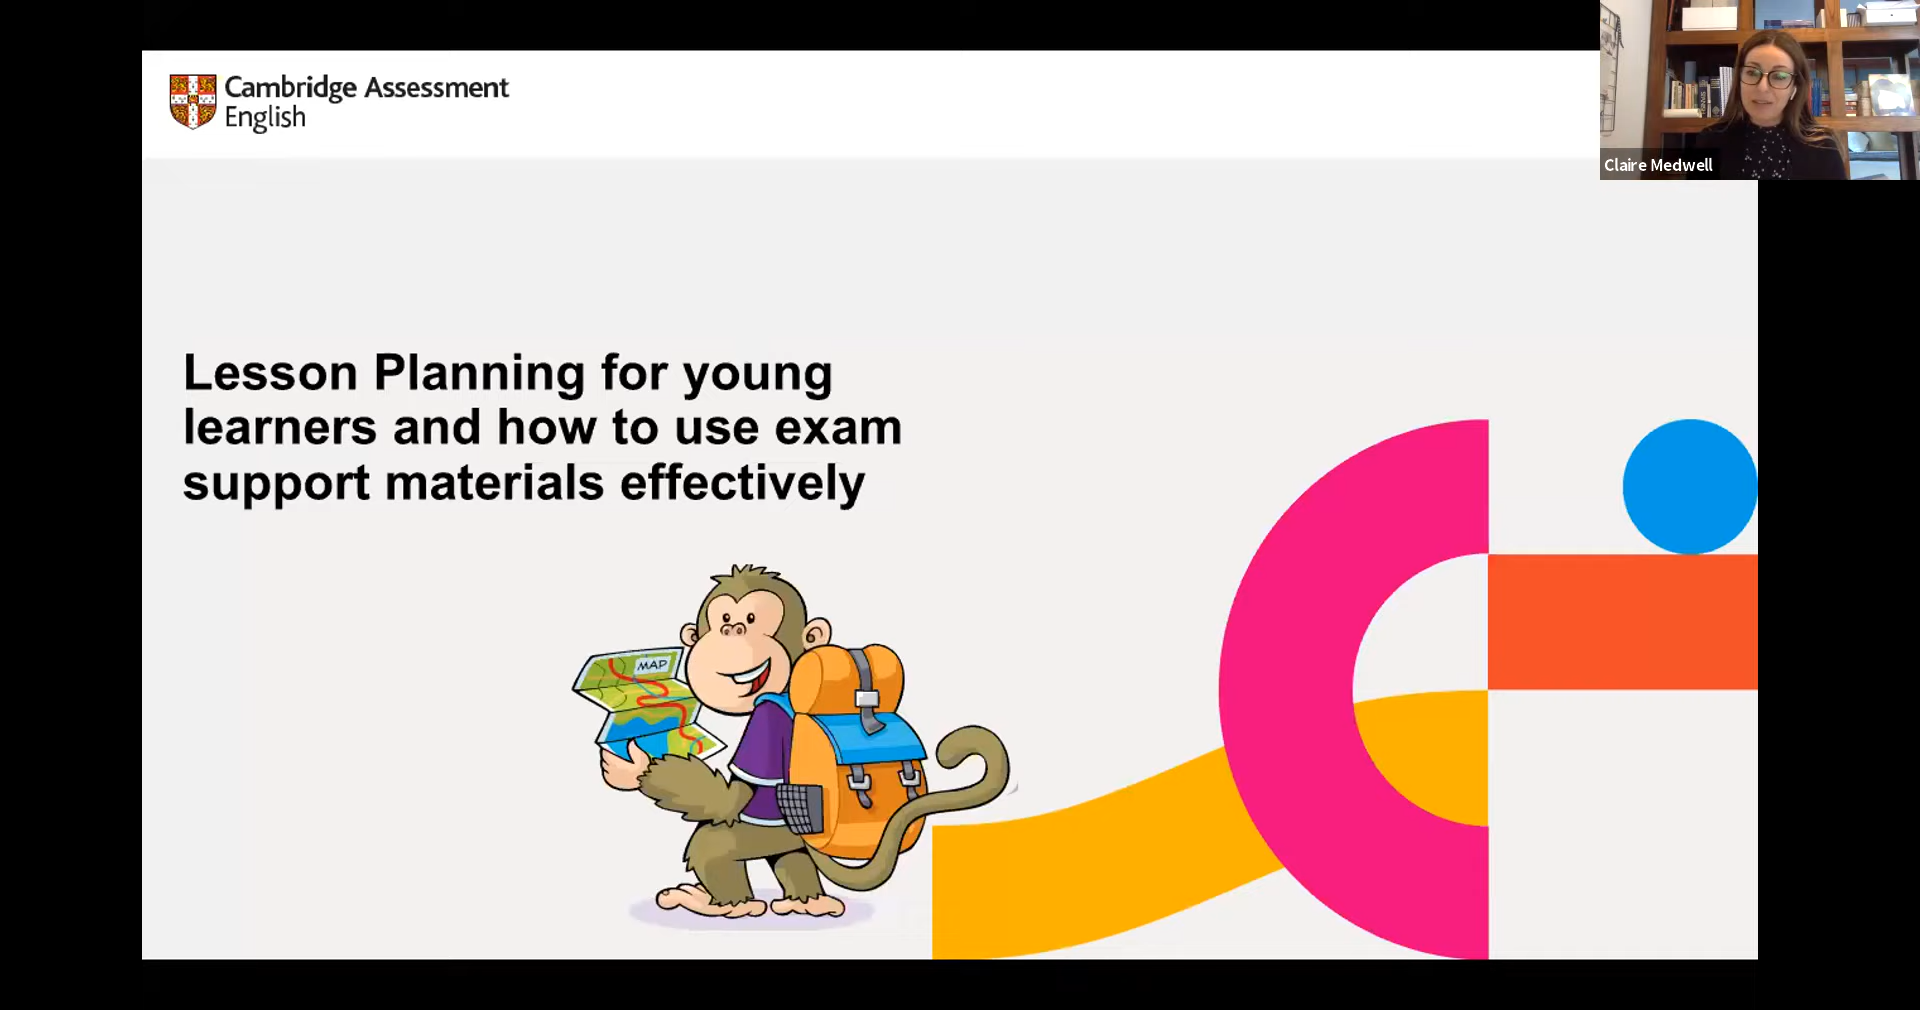 Cambridge Assessment
English
Claire Medwell
Lesson Planning for young
learners and how to use exam
support materials effectively
MAP